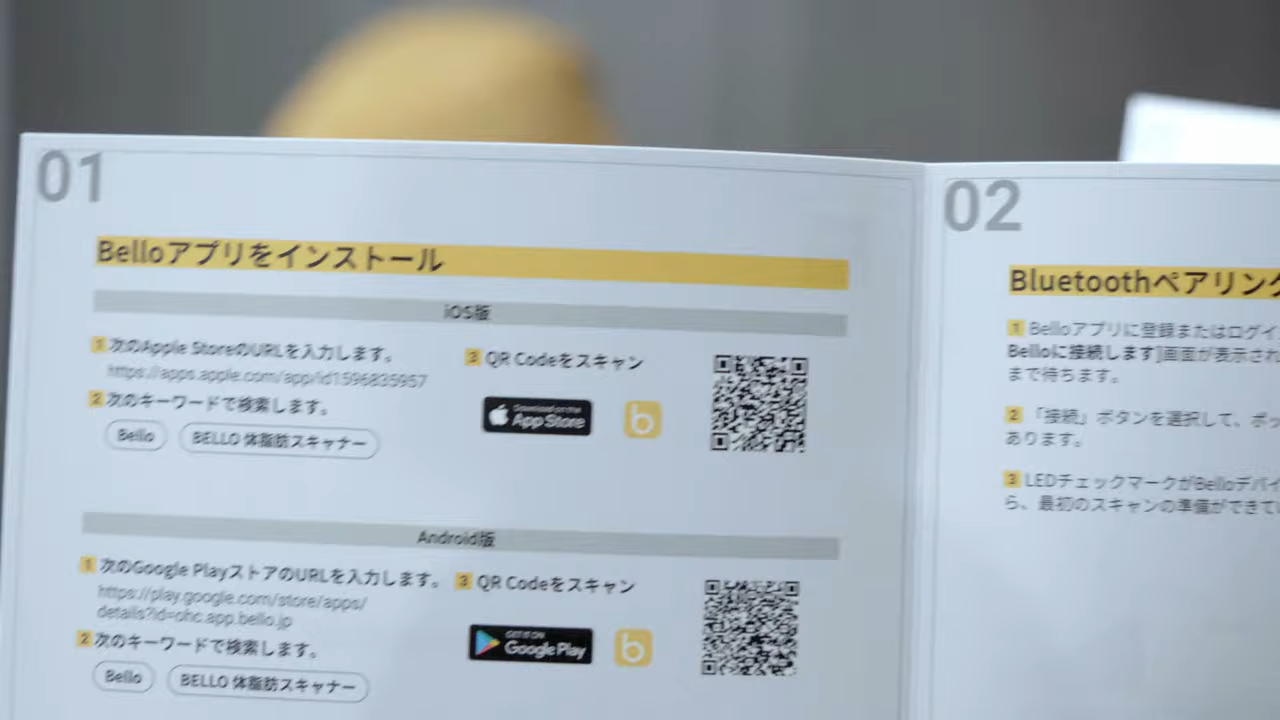 01
Belloアプリをインストール
iOS版
1 次のApple StoreのURLを入力します。
https://apps.apple.com/app/id1596835957
2 次のキーワードで検索します。
Bello
BELLO 体脂肪スキャナー
3 QR Codeをスキャン
Download on the
App Store
b
Android版
1 次のGoogle PlayストアのURLを入力します。
https://play.google.com/store/apps/
details?id=ohc.app.bello.jp
2 次のキーワードで検索します。
Bello
BELLO 体脂肪スキャナー
3 QR Codeをスキャン
GET IT ON
Google Play
b
02
Bluetoothペアリング
1 Belloアプリに登録またはログイ
Belloに接続します]画面が表示され
まで待ちます。
2 「接続」ボタンを選択して、ポッ
あります。
3 LEDチェックマークがBelloデバイ
ら、最初のスキャンの準備ができてい